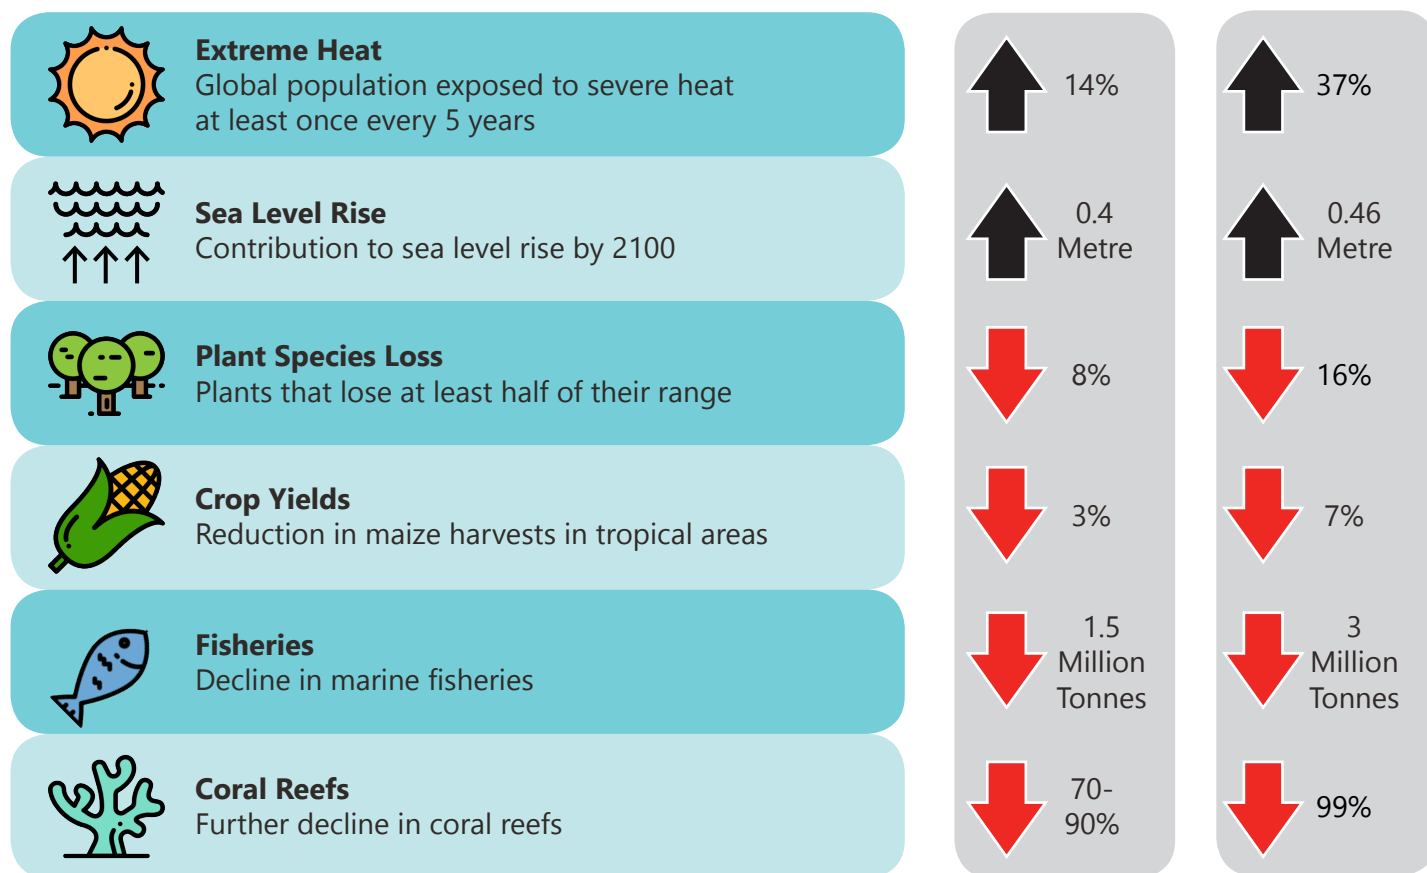 Extreme Heat
Global population exposed to severe heat
at least once every 5 years
14%
37%
Sea Level Rise
Contribution to sea level rise by 2100
0.4
Metre
0.46
Metre
Plant Species Loss
Plants that lose at least half of their range
8%
16%
Crop Yields
Reduction in maize harvests in tropical areas
3%
7%
Fisheries
Decline in marine fisheries
1.5
Million
Tonnes
3
Million
Tonnes
Coral Reefs
Further decline in coral reefs
70-
90%
99%